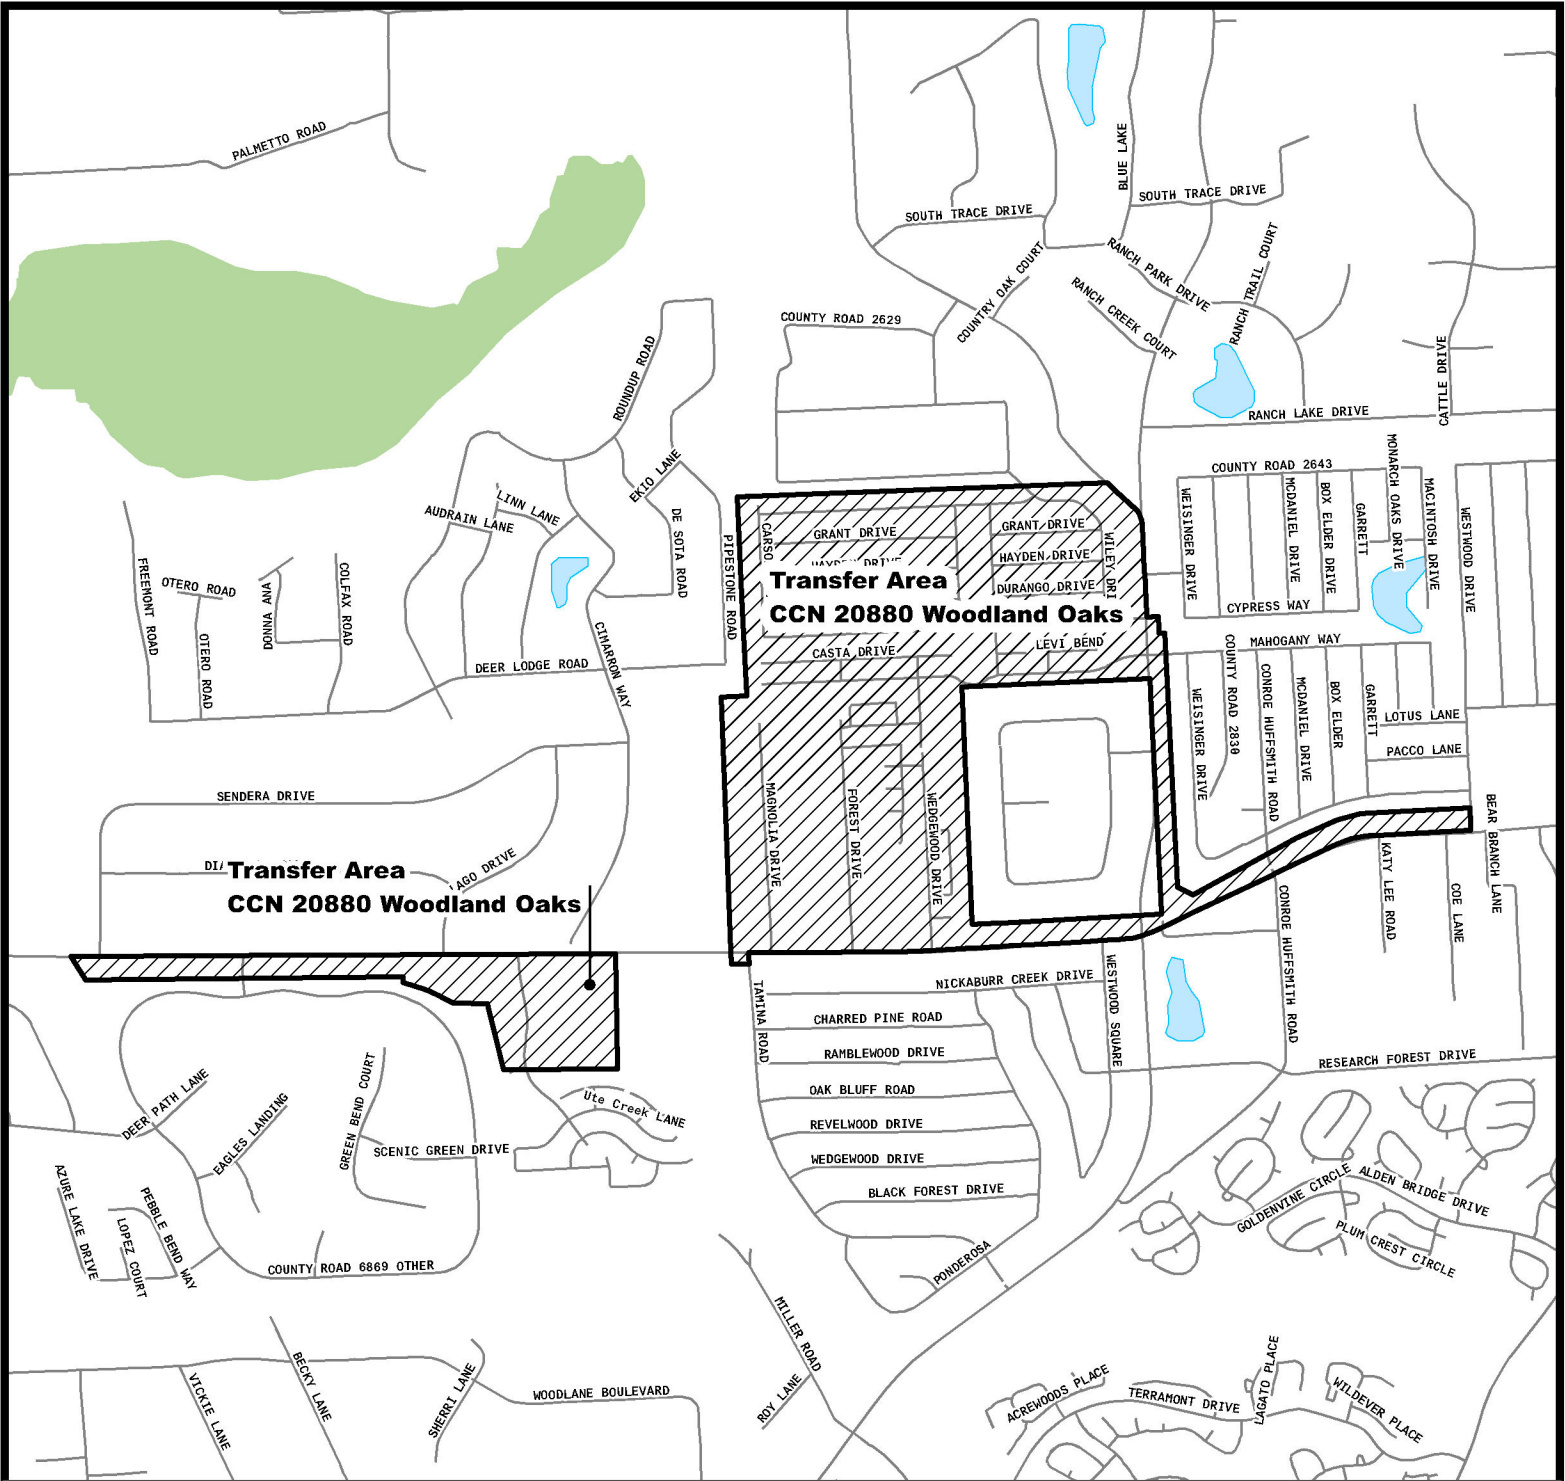 PALMETTO ROAD
BLUE LAKE
SOUTH TRACE DRIVE
SOUTH TRACE DRIVE
COUNTRY OAK COURT
RANCH PARK DRIVE
RANCH TRAIL COURT
RANCH CREEK COURT
COUNTY ROAD 2629
ROUNDUP ROAD
CATTLE DRIVE
RANCH LAKE DRIVE
EKIO LANE
LINN LANE
AUDRAIN LANE
DE SOTA ROAD
PIPESTONE ROAD
COUNTY ROAD 2643
MONARCH OAKS DRIVE
WEISINGER DRIVE
MCDANIEL DRIVE
BOX ELDER DRIVE
GARRETT
MACINTOSH DRIVE
WESTWOOD DRIVE
CARSO
GRANT DRIVE
GRANT DRIVE
WILEY DRI
HAYDEN DRIVE
HAYDEN DRIVE
DURANGO DRIVE
Transfer Area
CCN 20880 Woodland Oaks
FREEMONT ROAD
OTERO ROAD
OTERO ROAD
DONNA ANA
COLFAX ROAD
CIMARRON WAY
DEER LODGE ROAD
CYPRESS WAY
MAHOGANY WAY
CASTA DRIVE
LEVI BEND
COUNTY ROAD 2830
WEISINGER DRIVE
CONROE HUFFSMITH ROAD
MCDANIEL DRIVE
BOX ELDER
GARRETT
LOTUS LANE
PACCO LANE
SENDERA DRIVE
MAGNOLIA DRIVE
FOREST DRIVE
WEDGEWOOD DRIVE
BEAR BRANCH LANE
DIA
AGO DRIVE
Transfer Area
CCN 20880 Woodland Oaks
KATY LEE ROAD
COE LANE
CONROE HUFFSMITH ROAD
TAMINA ROAD
NICKABURR CREEK DRIVE
WESTWOOD SQUARE
CHARRED PINE ROAD
RAMBLEWOOD DRIVE
RESEARCH FOREST DRIVE
OAK BLUFF ROAD
REVELWOOD DRIVE
WEDGEWOOD DRIVE
BLACK FOREST DRIVE
DEER PATH LANE
EAGLES LANDING
GREEN BEND COURT
Ute Creek LANE
SCENIC GREEN DRIVE
AZURE LAKE DRIVE
PEBBLE BEND WAY
LOPEZ COURT
COUNTY ROAD 6869 OTHER
GOLDENVINE CIRCLE
ALDEN BRIDGE DRIVE
PLUM CREST CIRCLE
PONDEROSA
MILLER ROAD
ROY LANE
VICKIE LANE
BECKY LANE
SHERRI LANE
WOODLANE BOULEVARD
ACREWOODS PLACE
TERRAMONT DRIVE
LAGATO PLACE
WILDEVER PLACE